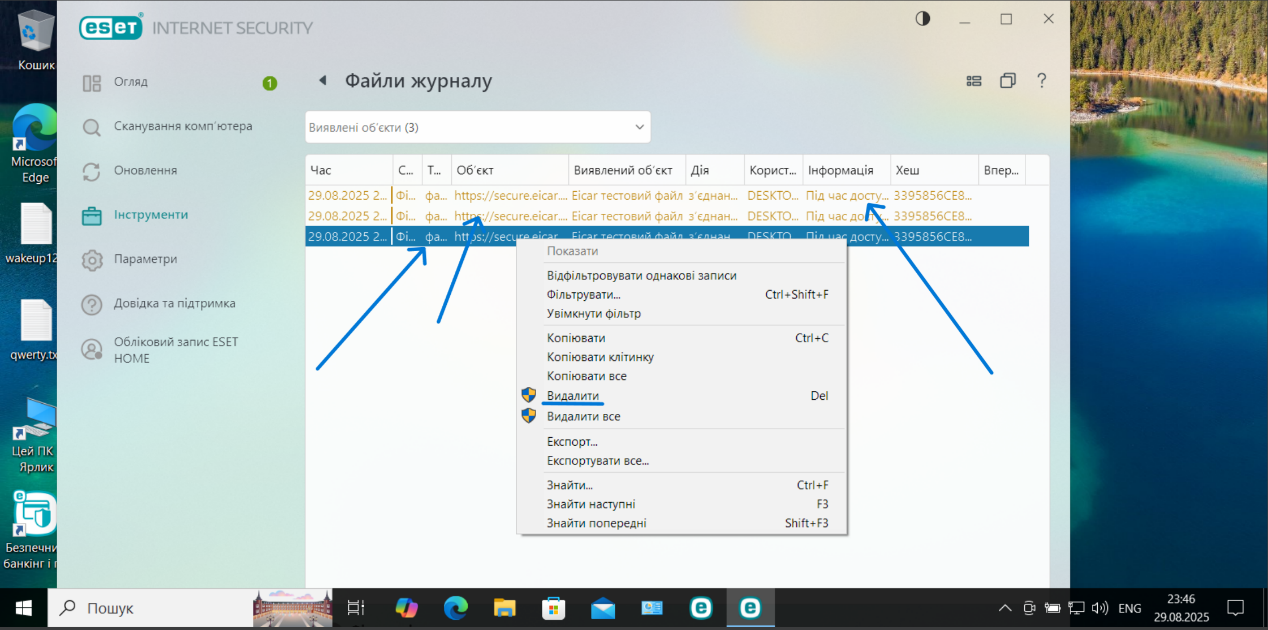 Кошик
Microsof
Edge
wakeup12
qwerty.tx
Цей ПК
Ярлик
Безпечни
банкінг і г
eset INTERNET SECURITY
Огляд
1
Сканування комп'ютера
Оновлення
Інструменти
Параметри
Довідка та підтримка
Обліковий запис ESET
HOME
Файли журналу
?
Виявлені об'єкти (3)
Час С... Т... Об'єкт Виявлений об'єкт Дія Корист... Інформація Хеш Впер...
29.08.2025 2... Фі... фа... https://secure.eicar.... Eicar тестовий файл з'єднан... DESKTO... Під час досту... 3395856CE8...
29.08.2025 2... Фі... фа... https://secure.eicar.... Eicar тестовий файл з'єднан... DESKTO... Під час досту... 3395856CE8...
29.08.2025 2... Фі... фа... https://secure.eicar.... Eicar тестовий файл з'єднан... DESKTO... Під час досту... 3395856CE8...
Показати
Відфільтровувати однакові записи
Фільтрувати... Ctrl+Shift+F
Увімкнути фільтр
Копіювати Ctrl+C
Копіювати клітинку
Копіювати все
Видалити Del
Видалити все
Експорт...
Експортувати все...
Знайти... Ctrl+F
Знайти наступні F3
Знайти попередні Shift+F3
Пошук
ENG
23:46
29.08.2025